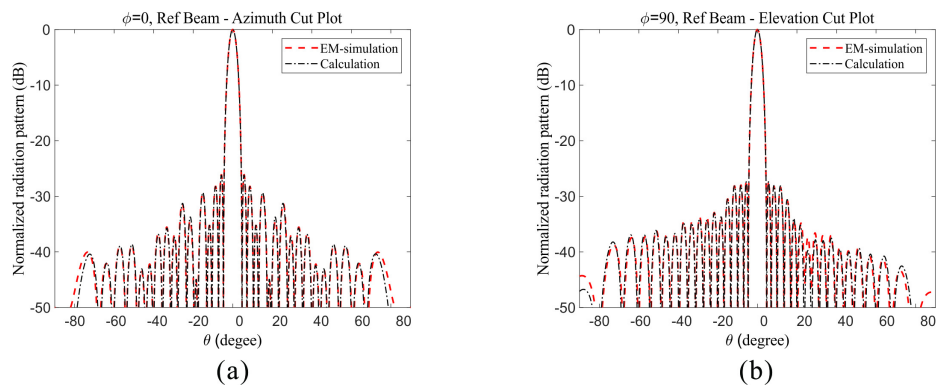 ϕ=0, Ref Beam - Azimuth Cut Plot
Normalized radiation pattern (dB)
0
-10
-20
-30
-40
-50
EM-simulation
Calculation
-80 -60 -40 -20 0 20 40 60 80
θ (degee)
(a)
ϕ=90, Ref Beam - Elevation Cut Plot
Normalized radiation pattern (dB)
0
-10
-20
-30
-40
-50
EM-simulation
Calculation
-80 -60 -40 -20 0 20 40 60 80
θ (degree)
(b)